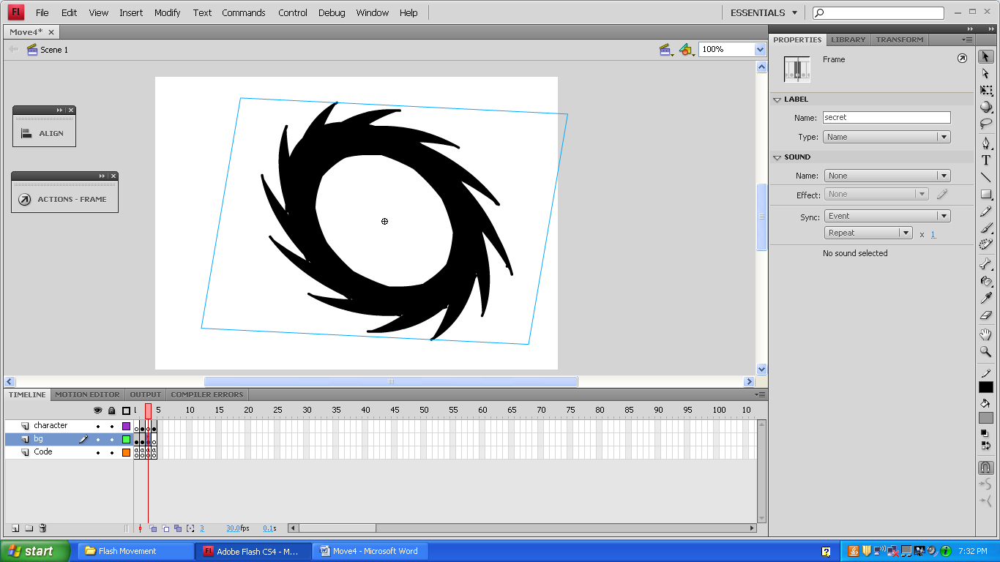 Fl File Edit View Insert Modify Text Commands Control Debug Window Help ESSENTIALS
Move4* ×
Scene 1 100%
ALIGN
ACTIONS - FRAME
PROPERTIES LIBRARY TRANSFORM
Frame
LABEL
Name: secret
Type: Name
SOUND
Name: None
Effect: None
Sync: Event
Repeat x 1
No sound selected
T
TIMELINE MOTION EDITOR OUTPUT COMPILER ERRORS
1 5 10 15 20 25 30 35 40 45 50 55 60 65 70 75 80 85 90 95 100 10
character
bg
Code
3 30.0fps 0.1s
start Flash Movement Fl Adobe Flash CS4 - M... Move4 - Microsoft Word ? 7:32 PM